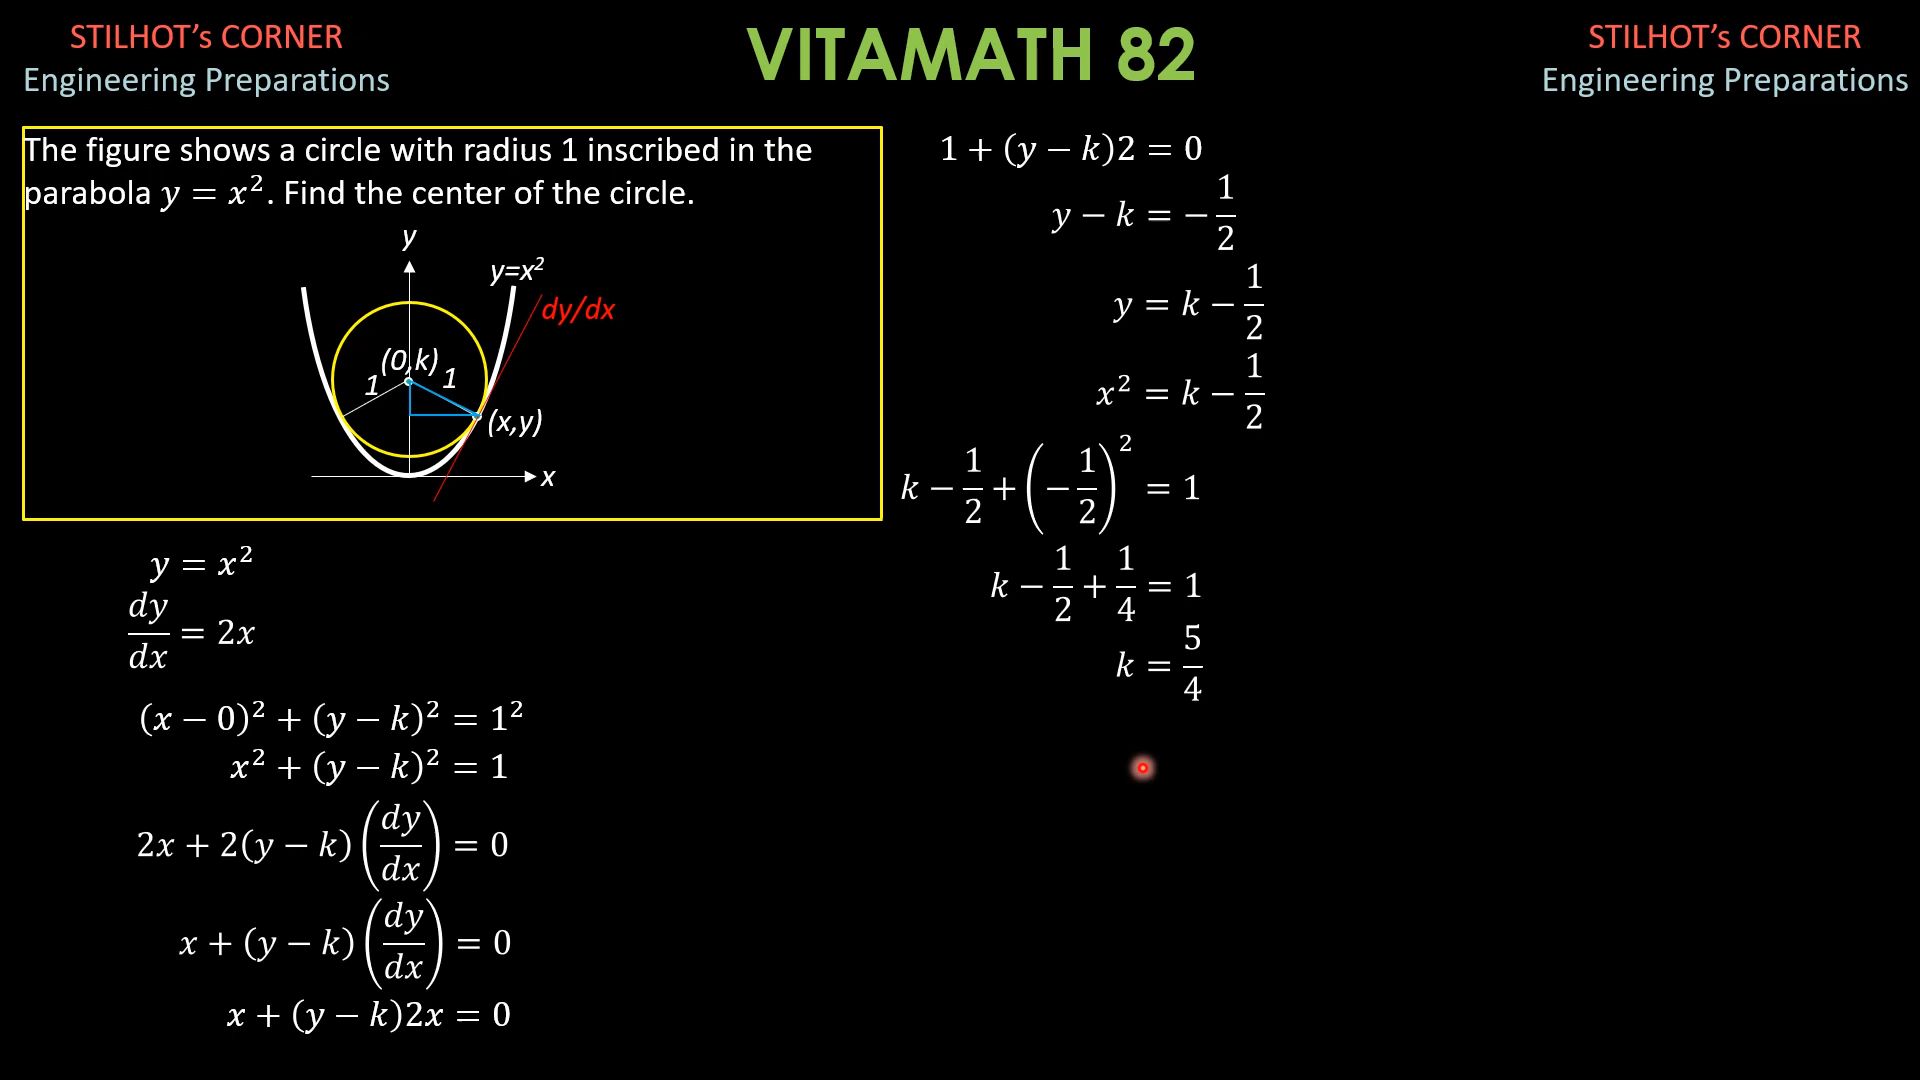 STILHOT's CORNER
Engineering Preparations
VITAMATH 82
STILHOT's CORNER
Engineering Preparations
The figure shows a circle with radius 1 inscribed in the
parabola y = x². Find the center of the circle.
y
y=x²
dy/dx
(0,k)
1
1
(x,y)
x
y = x²
dy/dx = 2x
(x − 0)² + (y − k)² = 1²
x² + (y − k)² = 1
2x + 2(y − k)(dy/dx) = 0
x + (y − k)(dy/dx) = 0
x + (y − k)2x = 0
1 + (y − k)2 = 0
y − k = −1/2
y = k − 1/2
x² = k − 1/2
k − 1/2 + (−1/2)² = 1
k − 1/2 + 1/4 = 1
k = 5/4